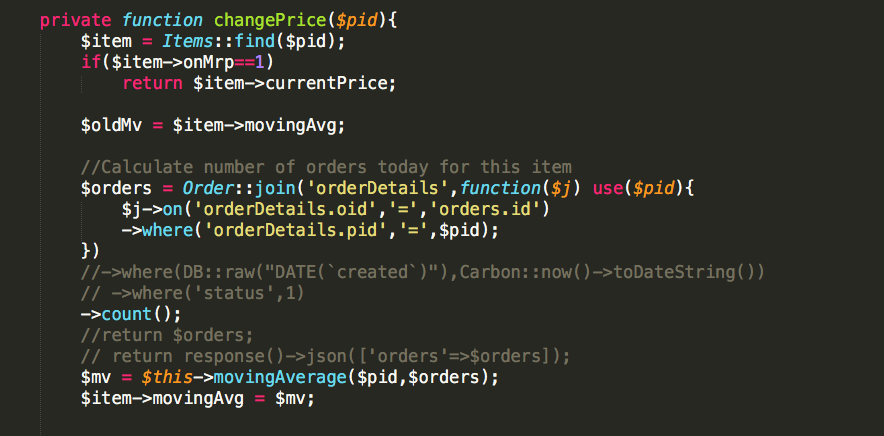 private function changePrice($pid){
$item = Items::find($pid);
if($item->onMrp==1)
return $item->currentPrice;
$oldMv = $item->movingAvg;
//Calculate number of orders today for this item
$orders = Order::join('orderDetails',function($j) use($pid){
$j->on('orderDetails.oid','=','orders.id')
->where('orderDetails.pid','=',$pid);
})
//->where(DB::raw("DATE(`created`)"),Carbon::now()->toDateString())
// ->where('status',1)
->count();
//return $orders;
// return response()->json(['orders'=>$orders]);
$mv = $this->movingAverage($pid,$orders);
$item->movingAvg = $mv;